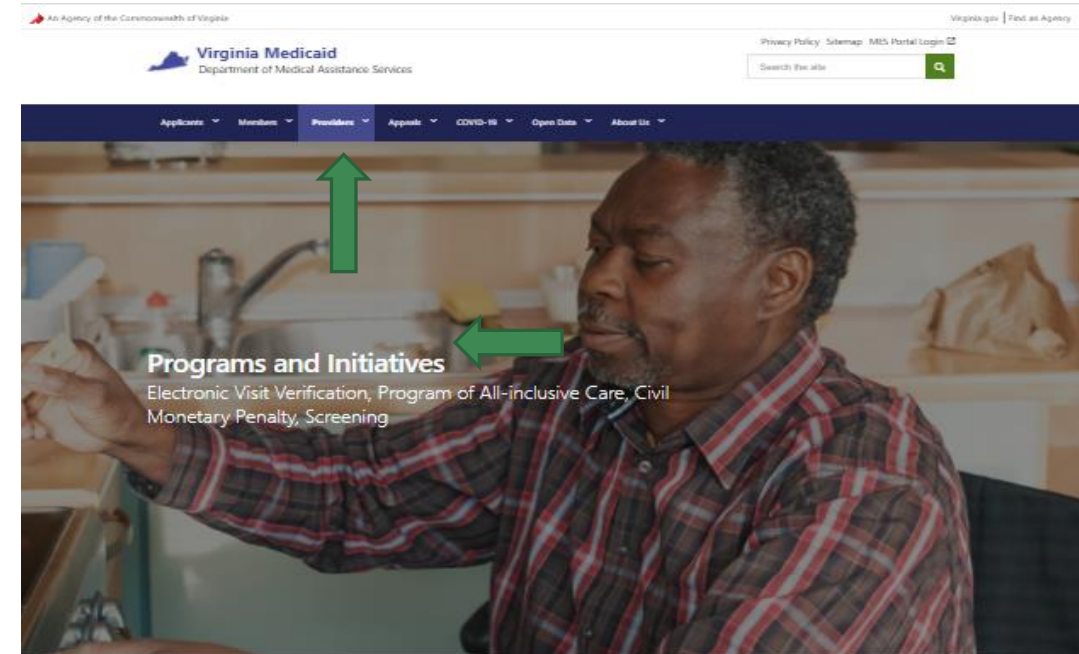 An Agency of the Commonwealth of Virginia
Virginia.gov | Find an Agency
Privacy Policy Sitemap MES Portal Login
Virginia Medicaid
Department of Medical Assistance Services
Search the site
Applicants Members Providers Appeals COVID-19 Open Data About Us
Programs and Initiatives
Electronic Visit Verification, Program of All-inclusive Care, Civil
Monetary Penalty, Screening